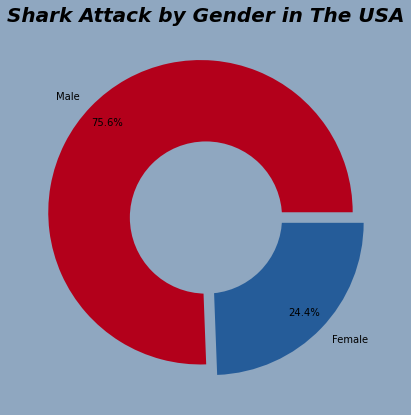 Shark Attack by Gender in The USA
Male
75.6%
24.4%
Female